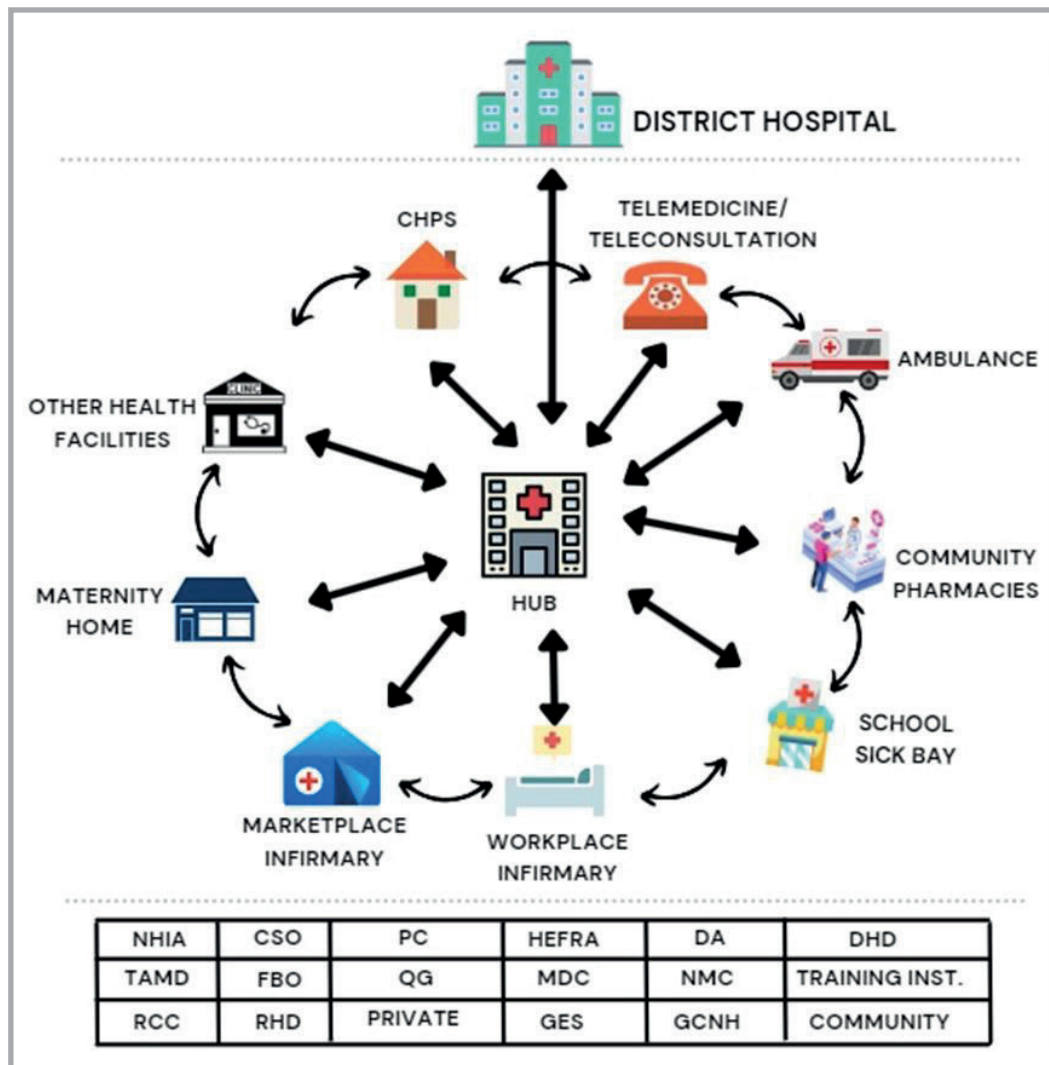 DISTRICT HOSPITAL
CHPS
TELEMEDICINE/
TELECONSULTATION
AMBULANCE
CLINIC
OTHER HEALTH
FACILITIES
COMMUNITY
PHARMACIES
HUB
MATERNITY
HOME
SCHOOL
SICK BAY
MARKETPLACE
INFIRMARY
WORKPLACE
INFIRMARY
NHIA CSO PC HEFRA DA DHD
TAMD FBO QG MDC NMC TRAINING INST.
RCC RHD PRIVATE GES GCNH COMMUNITY